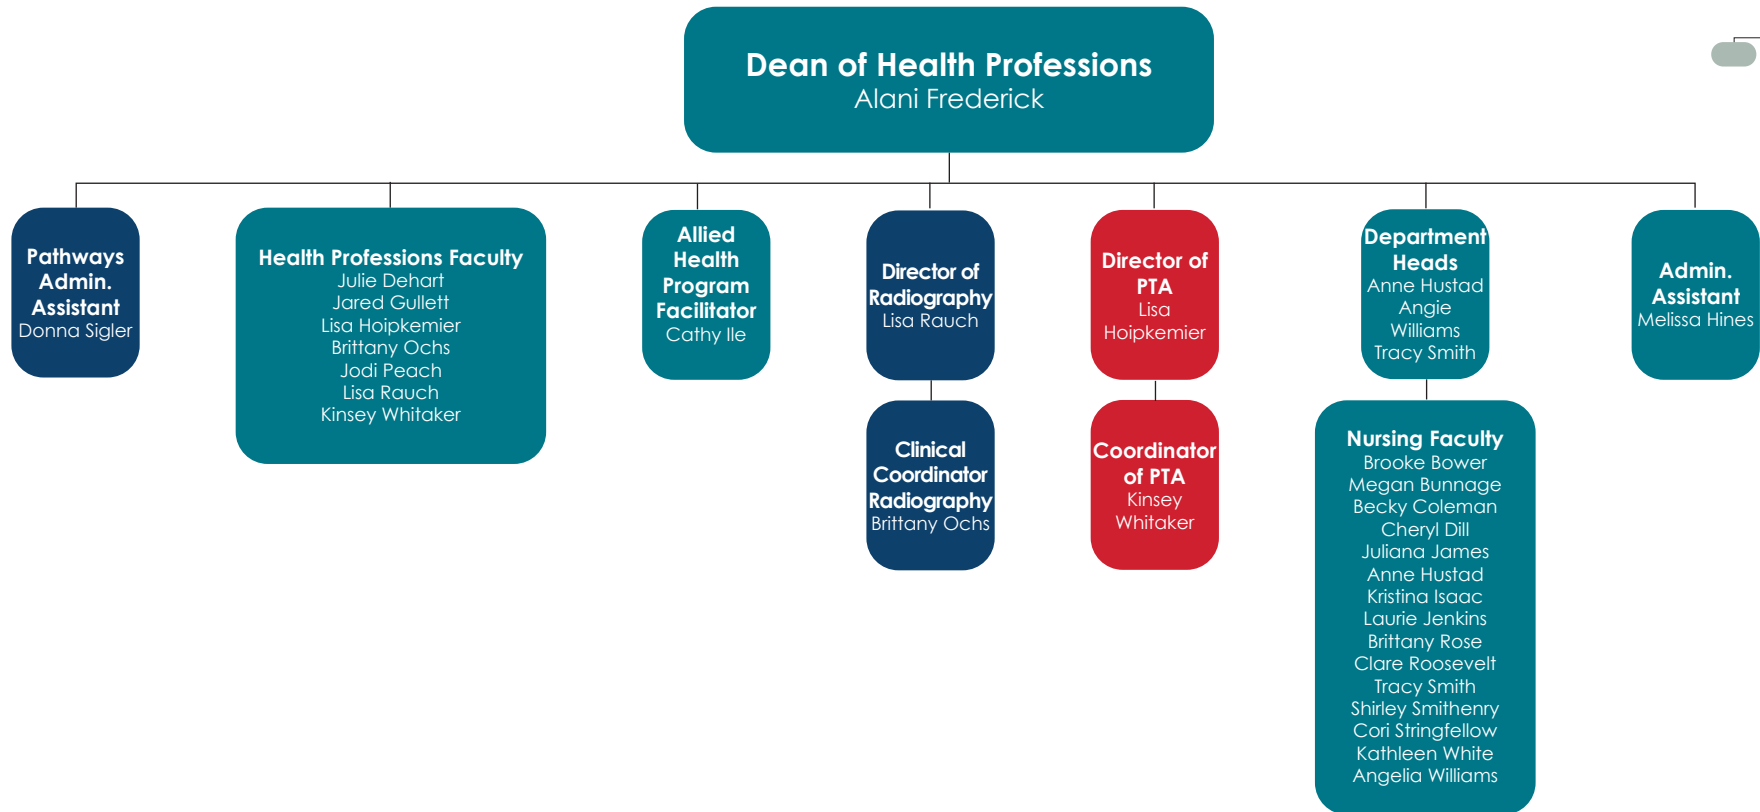 Dean of Health Professions
Alani Frederick
Pathways
Admin.
Assistant
Donna Sigler
Health Professions Faculty
Julie Dehart
Jared Gullett
Lisa Hoipkemier
Brittany Ochs
Jodi Peach
Lisa Rauch
Kinsey Whitaker
Allied
Health
Program
Facilitator
Cathy Ile
Director of
Radiography
Lisa Rauch
Clinical
Coordinator
Radiography
Brittany Ochs
Director of
PTA
Lisa
Hoipkemier
Coordinator
of PTA
Kinsey
Whitaker
Department
Heads
Anne Hustad
Angie
Williams
Tracy Smith
Nursing Faculty
Brooke Bower
Megan Bunnage
Becky Coleman
Cheryl Dill
Juliana James
Anne Hustad
Kristina Isaac
Laurie Jenkins
Brittany Rose
Clare Roosevelt
Tracy Smith
Shirley Smithenry
Cori Stringfellow
Kathleen White
Angelia Williams
Admin.
Assistant
Melissa Hines